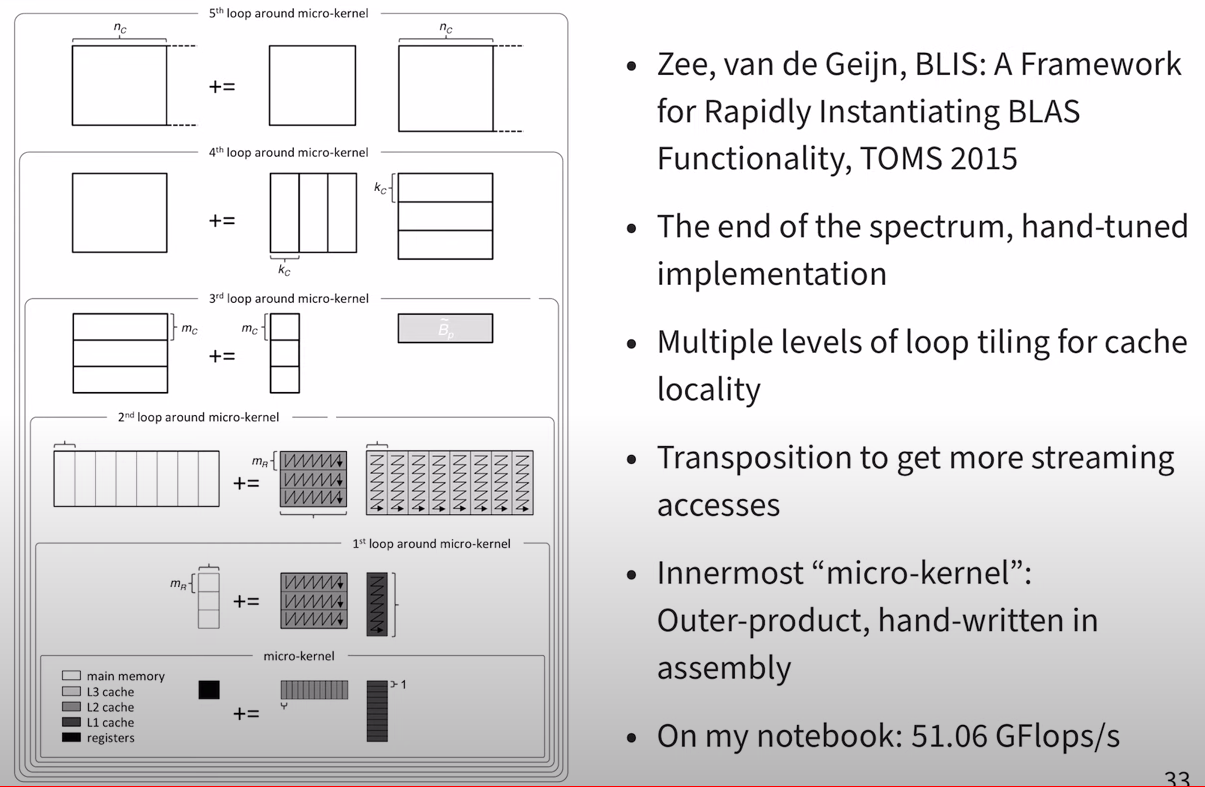 5th loop around micro-kernel
n_C
n_C
+=
4th loop around micro-kernel
+=
k_C
k_C
3rd loop around micro-kernel
m_C
m_C
+=
B̃_p
2nd loop around micro-kernel
m_R
+=
1st loop around micro-kernel
m_R
+=
micro-kernel
main memory
L3 cache
L2 cache
L1 cache
registers
+=
1
• Zee, van de Geijn, BLIS: A Framework
for Rapidly Instantiating BLAS
Functionality, TOMS 2015
• The end of the spectrum, hand-tuned
implementation
• Multiple levels of loop tiling for cache
locality
• Transposition to get more streaming
accesses
• Innermost “micro-kernel”:
Outer-product, hand-written in
assembly
• On my notebook: 51.06 GFlops/s
33